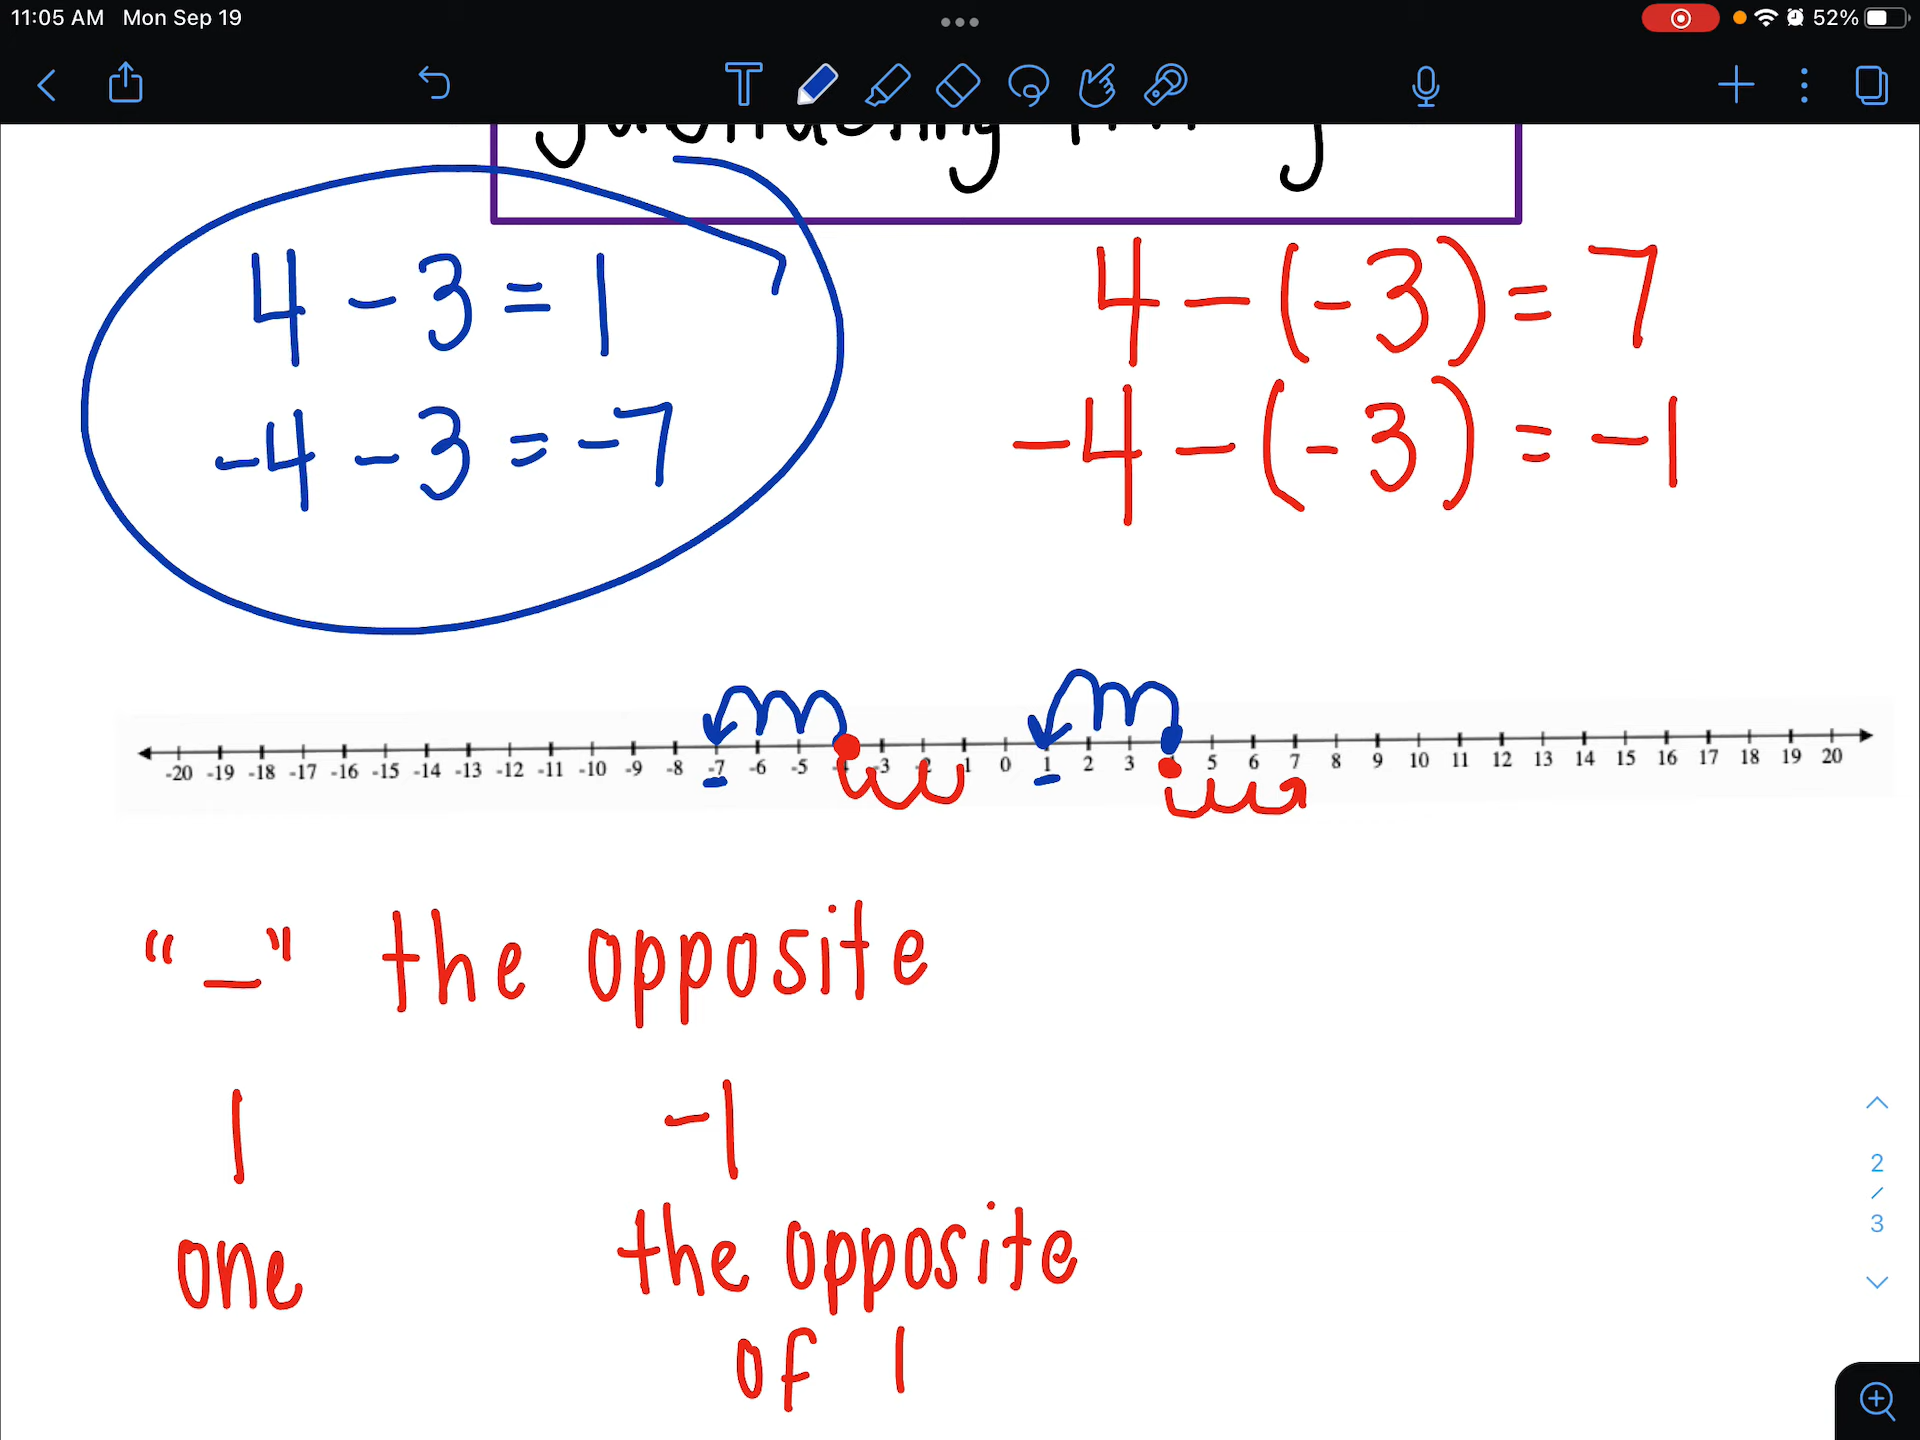 11:05 AM Mon Sep 19
52%
4 - 3 = 1
4 - (-3) = 7
-4 - 3 = -7
-4 - (-3) = -1
-20 -19 -18 -17 -16 -15 -14 -13 -12 -11 -10 -9 -8 -7 -6 -5 -3 -2 1 0 1 2 3 5 6 7 8 9 10 11 12 13 14 15 16 17 18 19 20
"-" the opposite
1 -1
one the opposite
of 1
2
/
3